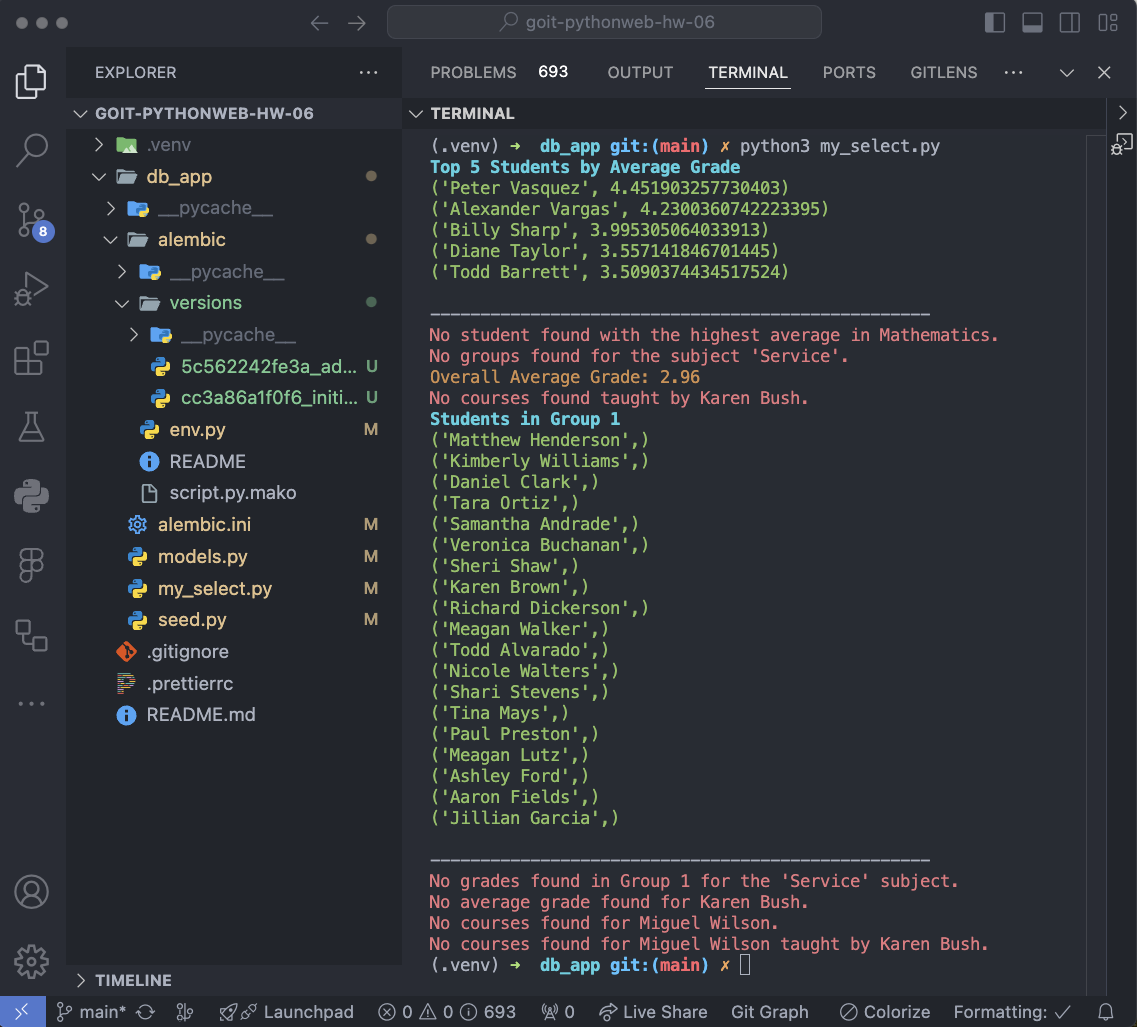 goit-pythonweb-hw-06
EXPLORER
GOIT-PYTHONWEB-HW-06
.venv
db_app
__pycache__
alembic
__pycache__
versions
__pycache__
5c562242fe3a_ad... U
cc3a86a1f0f6_initi... U
env.py M
README
script.py.mako
alembic.ini M
models.py M
my_select.py M
seed.py M
.gitignore
.prettierrc
README.md
8
TIMELINE
PROBLEMS 693 OUTPUT TERMINAL PORTS GITLENS
TERMINAL
(.venv) ➜ db_app git:(main) ✗ python3 my_select.py
Top 5 Students by Average Grade
('Peter Vasquez', 4.451903257730403)
('Alexander Vargas', 4.2300360742223395)
('Billy Sharp', 3.995305064033913)
('Diane Taylor', 3.557141846701445)
('Todd Barrett', 3.5090374434517524)
__________________________________________________
No student found with the highest average in Mathematics.
No groups found for the subject 'Service'.
Overall Average Grade: 2.96
No courses found taught by Karen Bush.
Students in Group 1
('Matthew Henderson',)
('Kimberly Williams',)
('Daniel Clark',)
('Tara Ortiz',)
('Samantha Andrade',)
('Veronica Buchanan',)
('Sheri Shaw',)
('Karen Brown',)
('Richard Dickerson',)
('Meagan Walker',)
('Todd Alvarado',)
('Nicole Walters',)
('Shari Stevens',)
('Tina Mays',)
('Paul Preston',)
('Meagan Lutz',)
('Ashley Ford',)
('Aaron Fields',)
('Jillian Garcia',)
__________________________________________________
No grades found in Group 1 for the 'Service' subject.
No average grade found for Karen Bush.
No courses found for Miguel Wilson.
No courses found for Miguel Wilson taught by Karen Bush.
(.venv) ➜ db_app git:(main) ✗
main* Launchpad 0 0 693 0 Live Share Git Graph Colorize Formatting: ✓